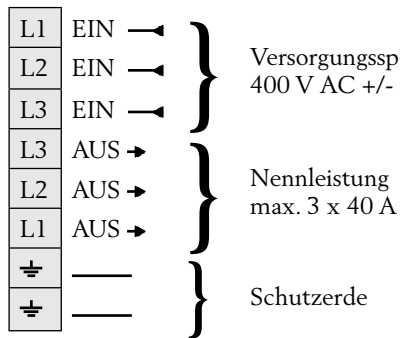 L1 EIN
L2 EIN
L3 EIN
Versorgungssp
400 V AC +/-
L3 AUS
L2 AUS
L1 AUS
Nennleistung
max. 3 x 40 A
Schutzerde